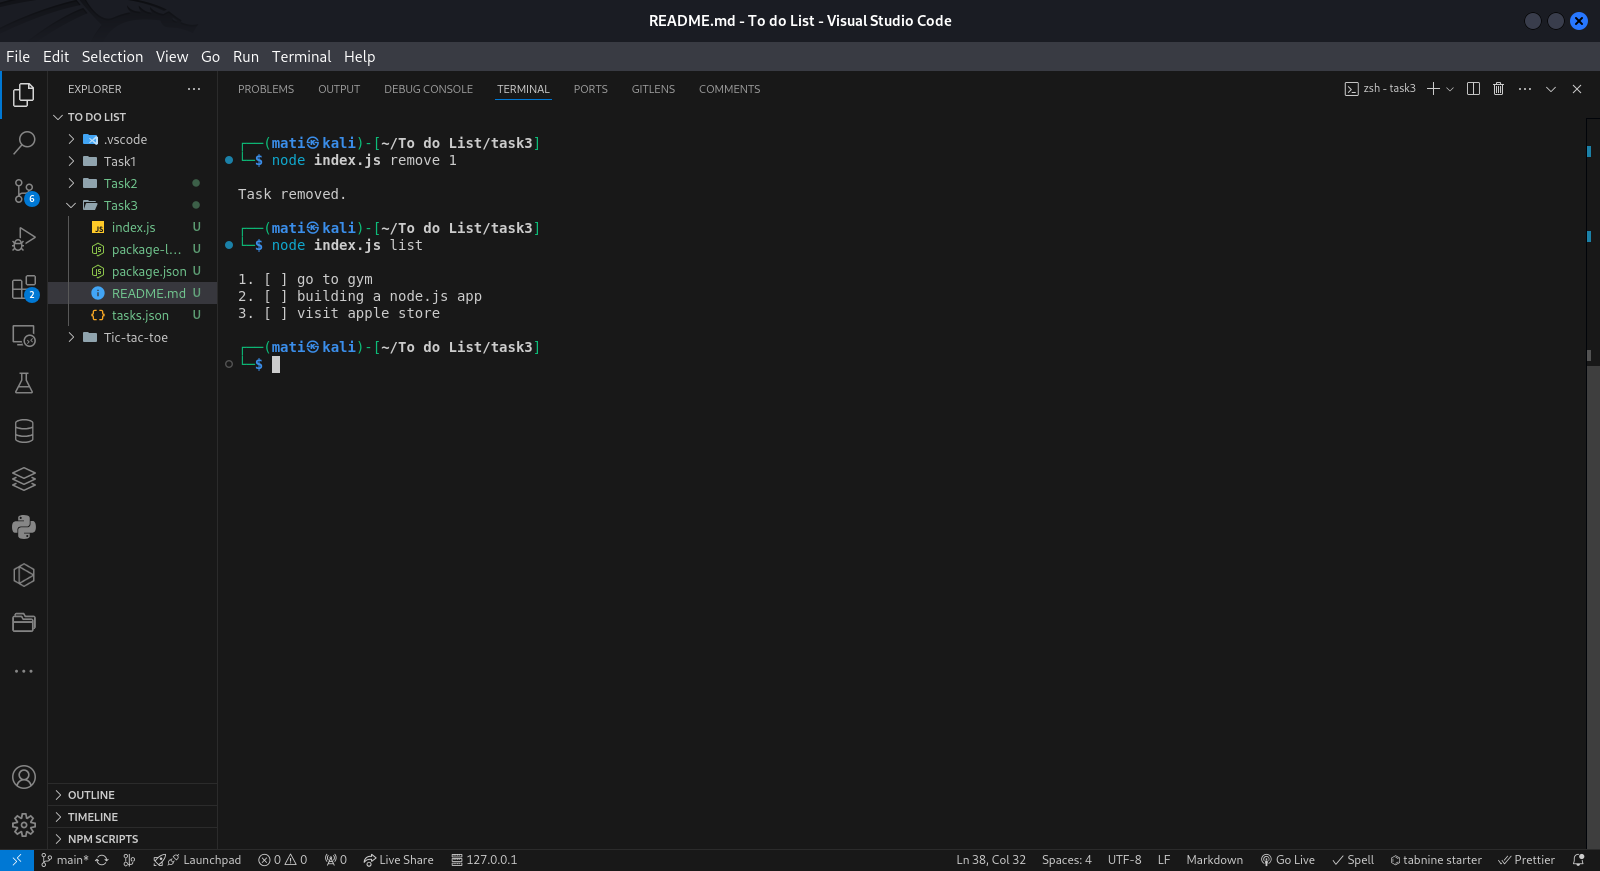 README.md - To do List - Visual Studio Code
File Edit Selection View Go Run Terminal Help
EXPLORER
TO DO LIST
.vscode
Task1
Task2
Task3
index.js U
package-l... U
package.json U
README.md U
tasks.json U
Tic-tac-toe
OUTLINE
TIMELINE
NPM SCRIPTS
6
2
PROBLEMS OUTPUT DEBUG CONSOLE TERMINAL PORTS GITLENS COMMENTS
zsh - task3
┌──(mati㉿kali)-[~/To do List/task3]
└─$ node index.js remove 1
Task removed.
┌──(mati㉿kali)-[~/To do List/task3]
└─$ node index.js list
1. [ ] go to gym
2. [ ] building a node.js app
3. [ ] visit apple store
┌──(mati㉿kali)-[~/To do List/task3]
└─$
main* Launchpad 0 0 0 Live Share 127.0.0.1 Ln 38, Col 32 Spaces: 4 UTF-8 LF Markdown Go Live Spell tabnine starter Prettier